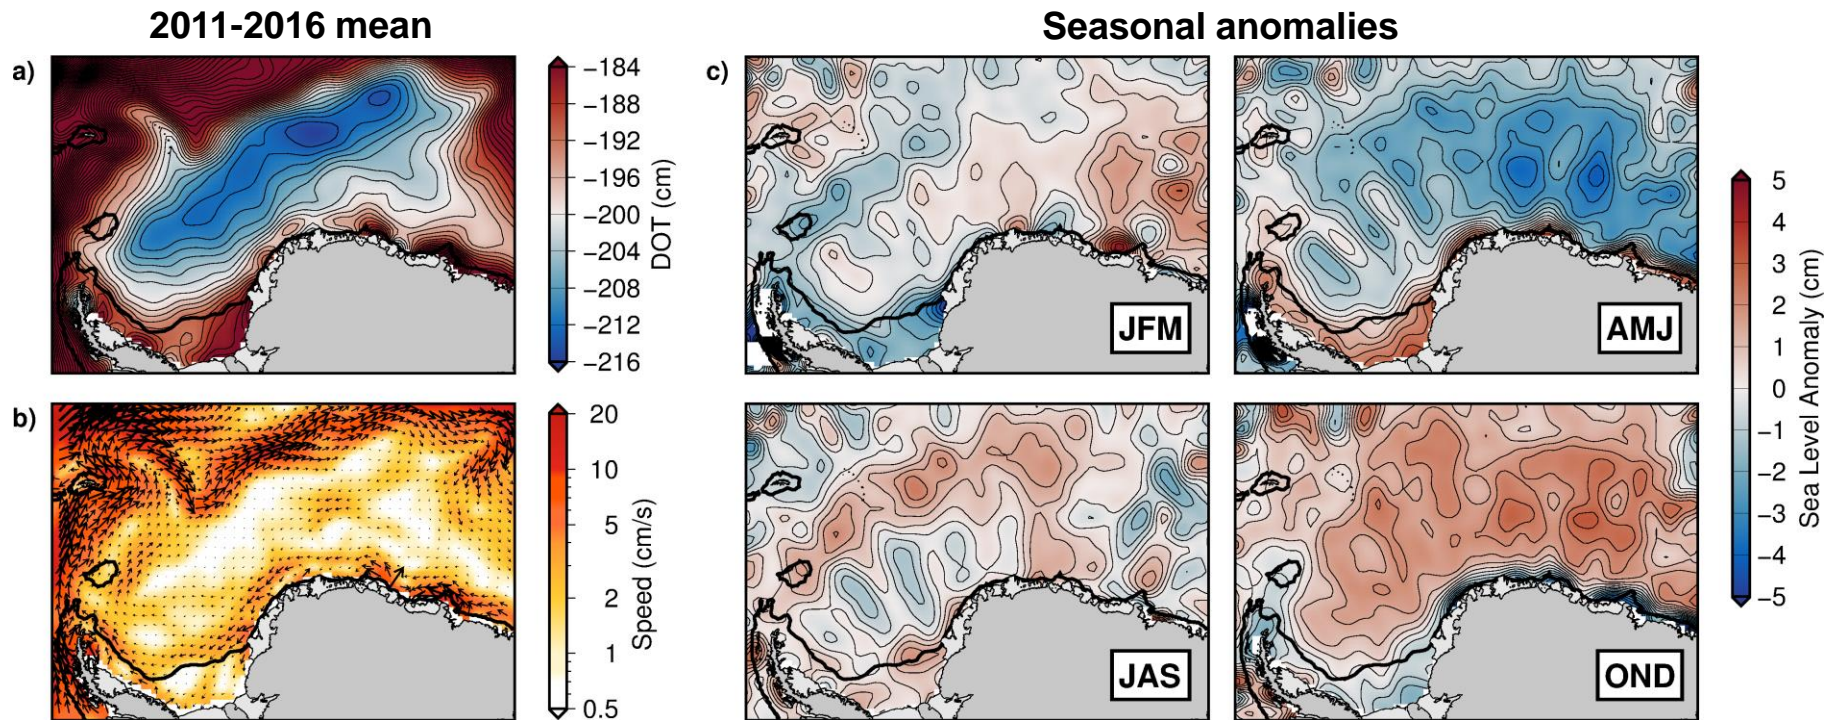 2011-2016 mean
Seasonal anomalies
a)
−184
−188
−192
−196
−200
−204
−208
−212
−216
DOT (cm)
b)
20
10
5
2
1
0.5
Speed (cm/s)
c)
JFM
AMJ
JAS
OND
5
4
3
2
1
0
−1
−2
−3
−4
−5
Sea Level Anomaly (cm)